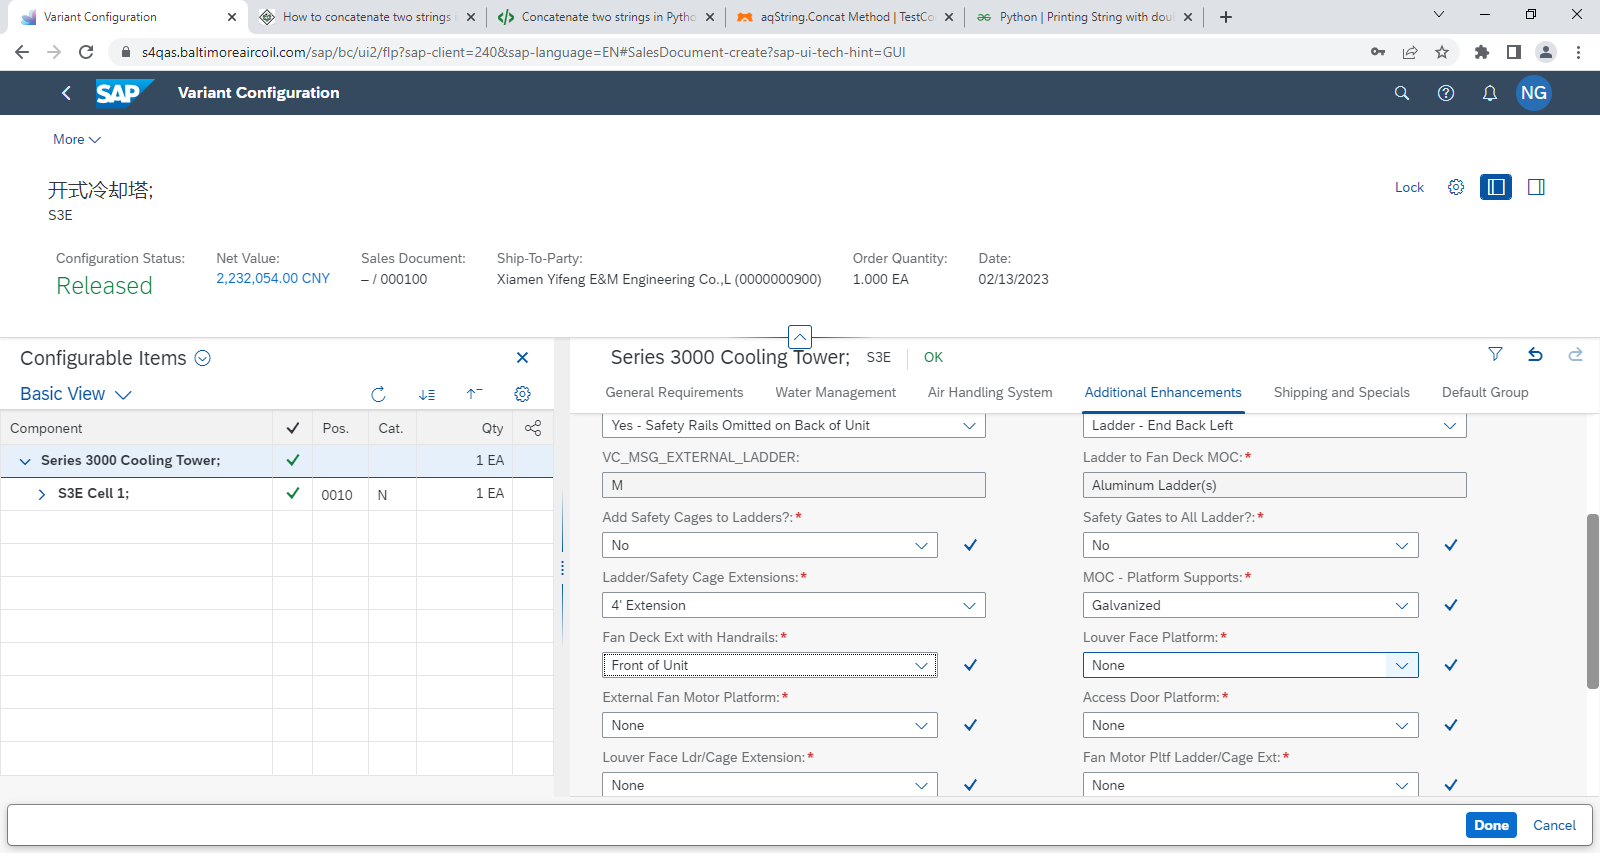 Variant Configuration
How to concatenate two strings i
Concatenate two strings in Pytho
aqString.Concat Method | TestCo
Python | Printing String with dou
s4qas.baltimoreaircoil.com/sap/bc/ui2/flp?sap-client=240&sap-language=EN#SalesDocument-create?sap-ui-tech-hint=GUI
SAP Variant Configuration NG
More
开式冷却塔;
S3E
Lock
Configuration Status: Net Value: Sales Document: Ship-To-Party: Order Quantity: Date:
Released 2,232,054.00 CNY – / 000100 Xiamen Yifeng E&M Engineering Co.,L (0000000900) 1.000 EA 02/13/2023
Configurable Items
Basic View
Component Pos. Cat. Qty
Series 3000 Cooling Tower; 1 EA
S3E Cell 1; 0010 N 1 EA
Series 3000 Cooling Tower; S3E OK
General Requirements Water Management Air Handling System Additional Enhancements Shipping and Specials Default Group
Yes - Safety Rails Omitted on Back of Unit Ladder - End Back Left
VC_MSG_EXTERNAL_LADDER: Ladder to Fan Deck MOC:*
M Aluminum Ladder(s)
Add Safety Cages to Ladders?:* Safety Gates to All Ladder?:*
No No
Ladder/Safety Cage Extensions:* MOC - Platform Supports:*
4' Extension Galvanized
Fan Deck Ext with Handrails:* Louver Face Platform:*
Front of Unit None
External Fan Motor Platform:* Access Door Platform:*
None None
Louver Face Ldr/Cage Extension:* Fan Motor Pltf Ladder/Cage Ext:*
None None
Done Cancel